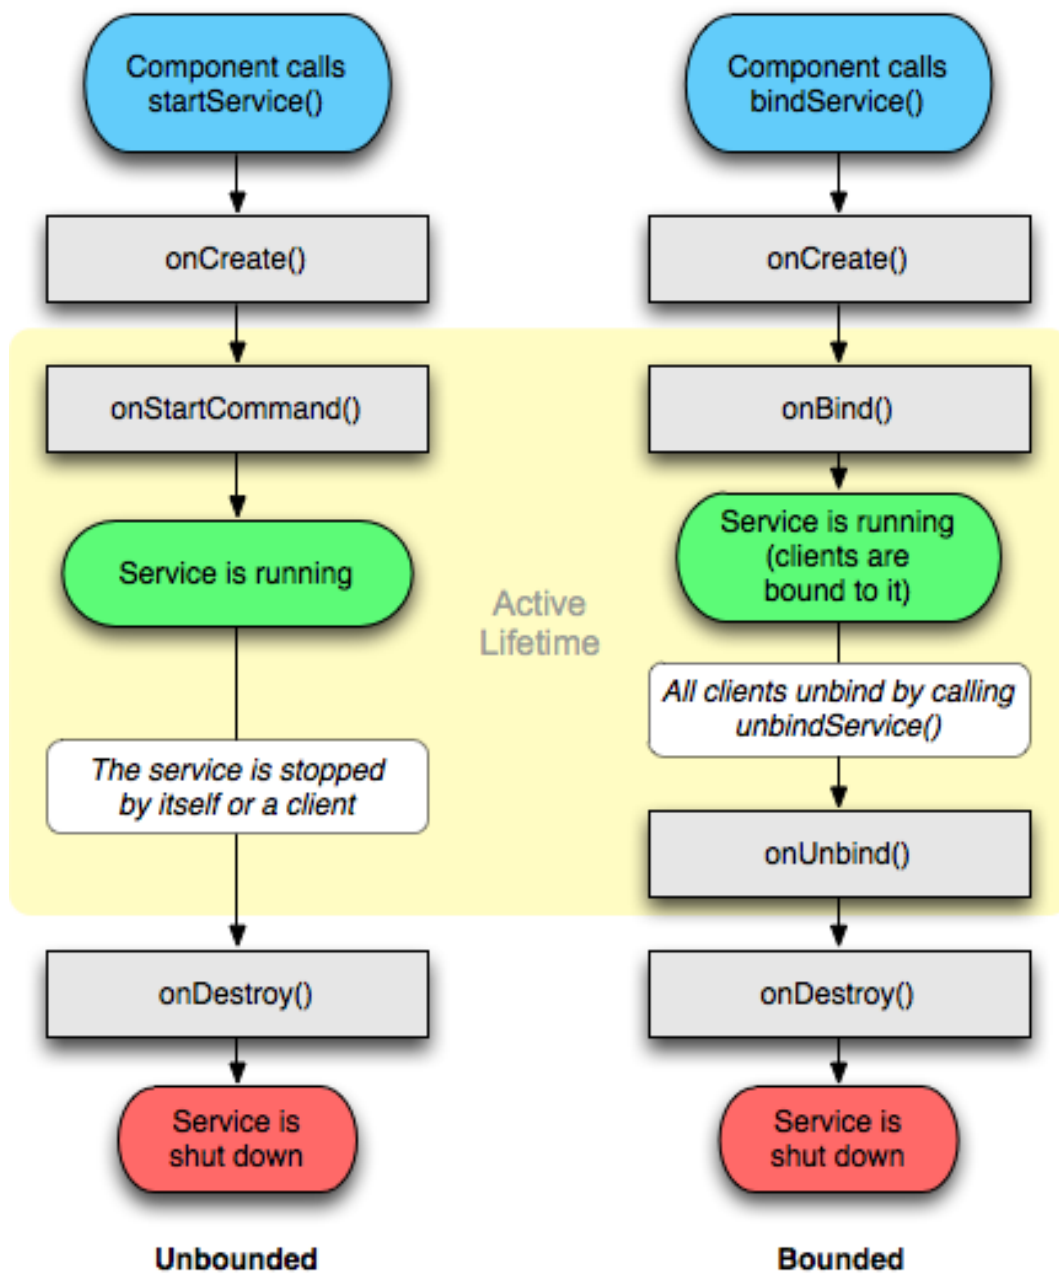 Component calls
startService()
onCreate()
onStartCommand()
Service is running
The service is stopped
by itself or a client
onDestroy()
Service is
shut down
Unbounded
Active
Lifetime
Component calls
bindService()
onCreate()
onBind()
Service is running
(clients are
bound to it)
All clients unbind by calling
unbindService()
onUnbind()
onDestroy()
Service is
shut down
Bounded